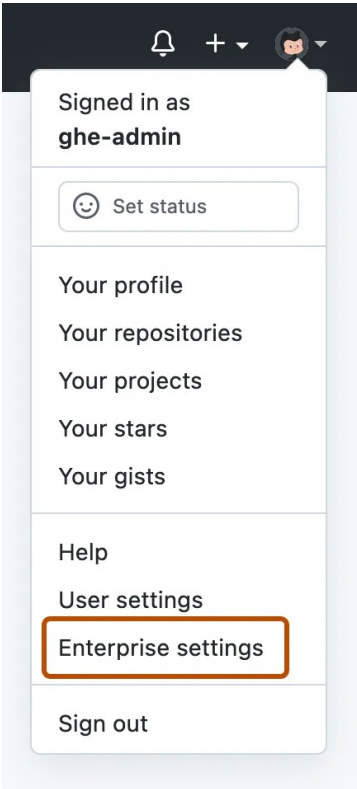 Signed in as
ghe-admin
Set status
Your profile
Your repositories
Your projects
Your stars
Your gists
Help
User settings
Enterprise settings
Sign out